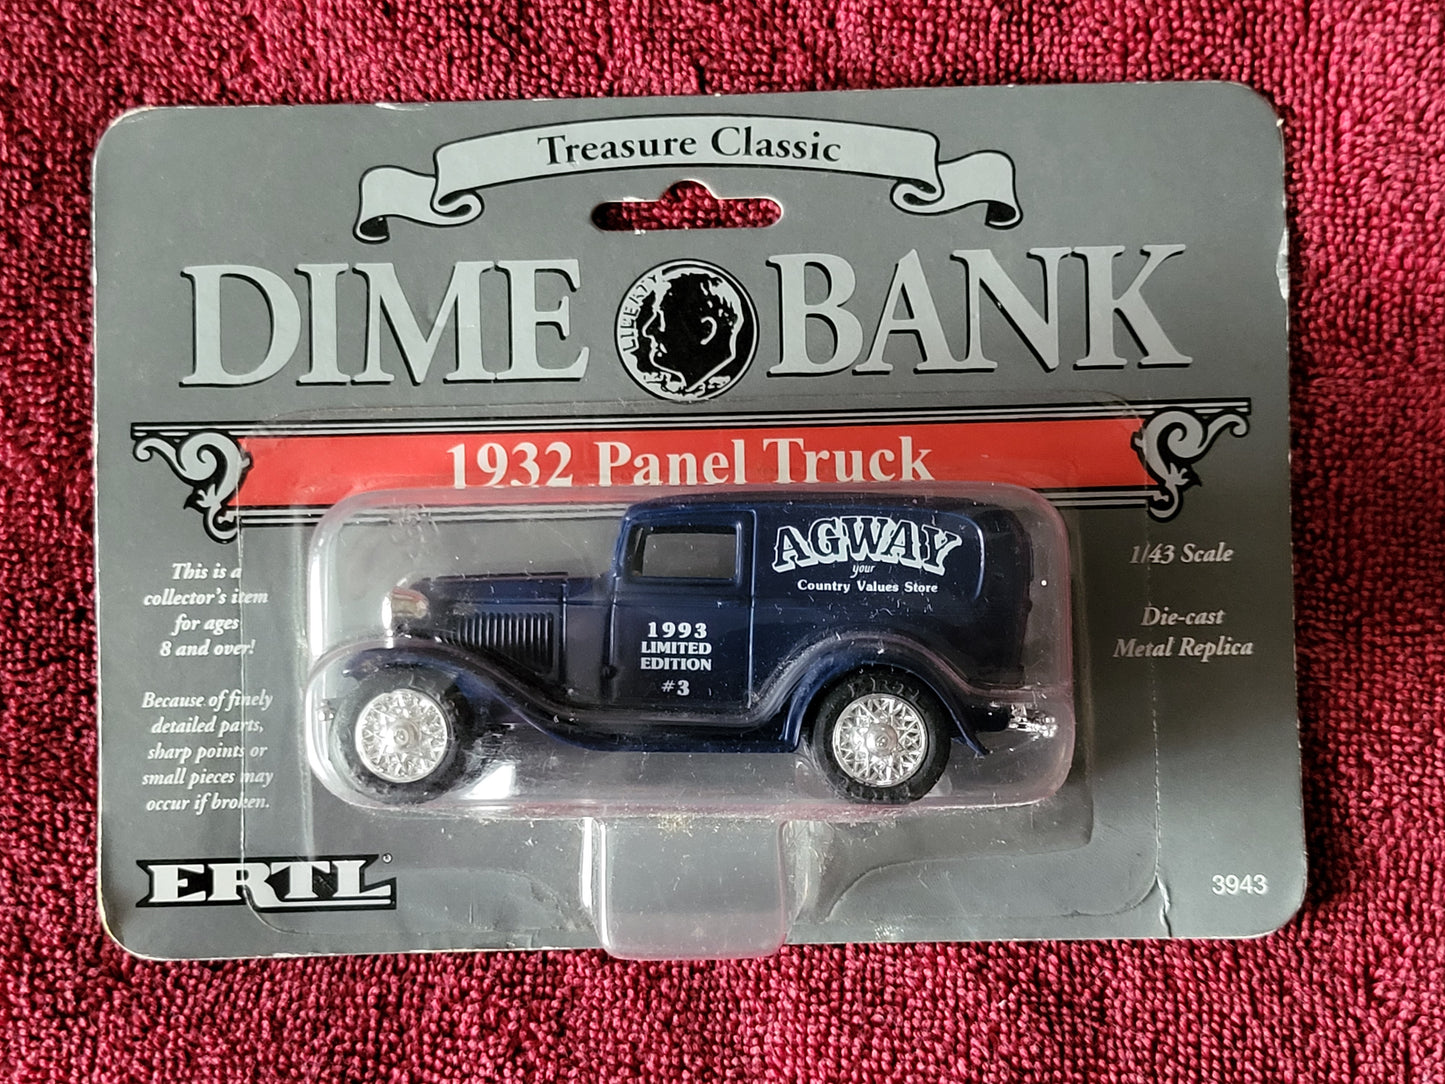 Treasure Classic
DIME BANK
LIBERTY
1932 Panel Truck
This is a
collector's item
for ages
8 and over!
Because of finely
detailed parts,
sharp points or
small pieces may
occur if broken.
AGWAY
your
Country Values Store
1993
LIMITED
EDITION
#3
1/43 Scale
Die-cast
Metal Replica
ERTL®
3943